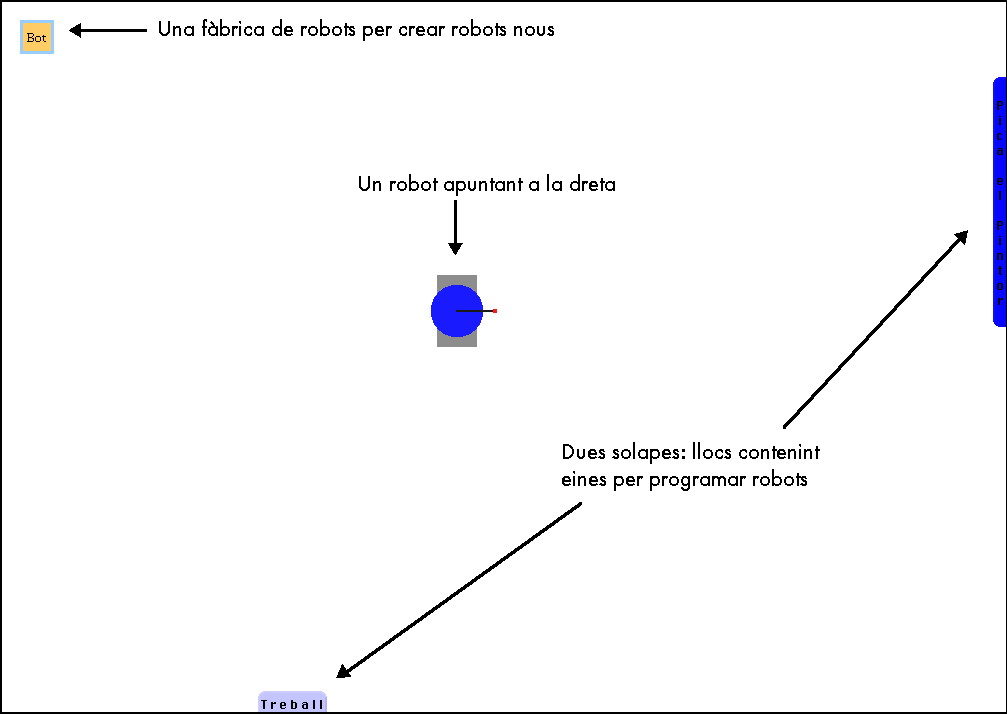 Bot
Una fàbrica de robots per crear robots nous
Un robot apuntant a la dreta
Pica el Pintor
Dues solapes: llocs contenint
eines per programar robots
Treball